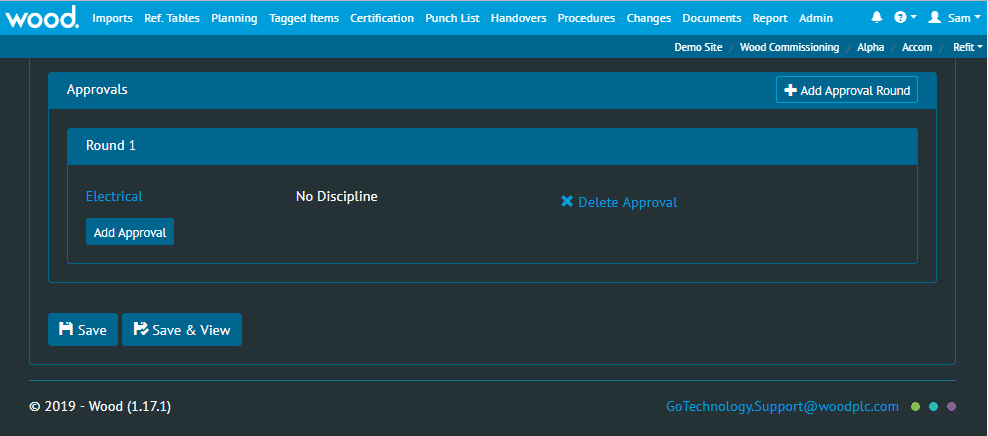 wood. Imports Ref. Tables Planning Tagged Items Certification Punch List Handovers Procedures Changes Documents Report Admin ? Sam
Demo Site / Wood Commissioning / Alpha / Accom / Refit
Approvals Add Approval Round
Round 1
Electrical No Discipline Delete Approval
Add Approval
Save Save & View
© 2019 - Wood (1.17.1) GoTechnology.Support@woodplc.com